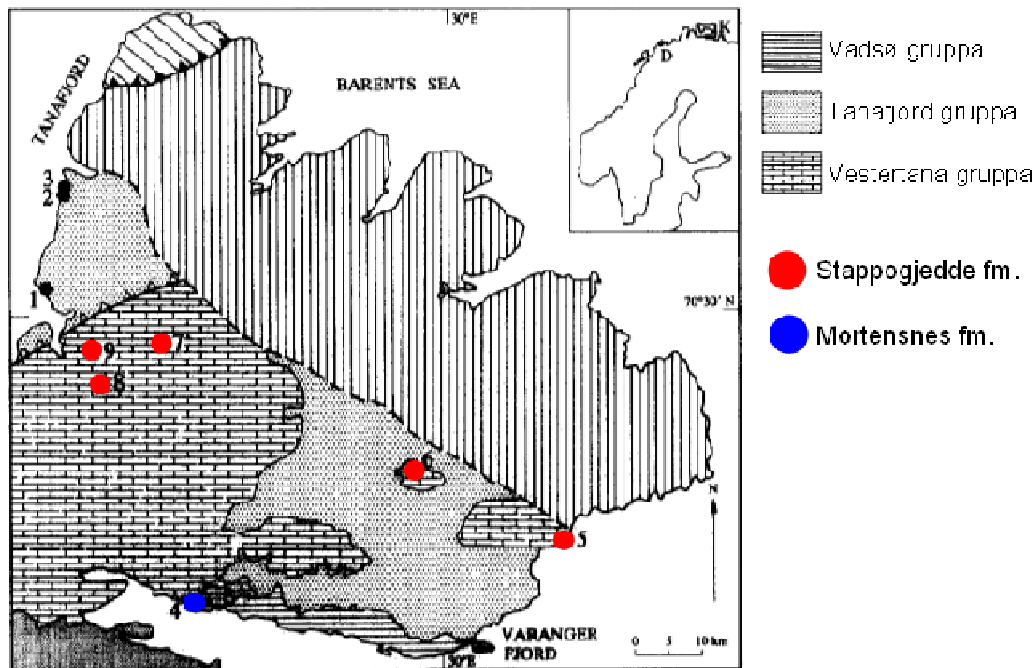 30°E
K
D
BARENTS SEA
TANAFJORD
3
2
1
70°30' N
9
7
8
6
5
4
N
VARANGER
FJORD
0 5 10 km
30°E
Vadsø gruppa
Tanafjord gruppa
Vestertana gruppa
Stappogjedde fm.
Mortensnes fm.